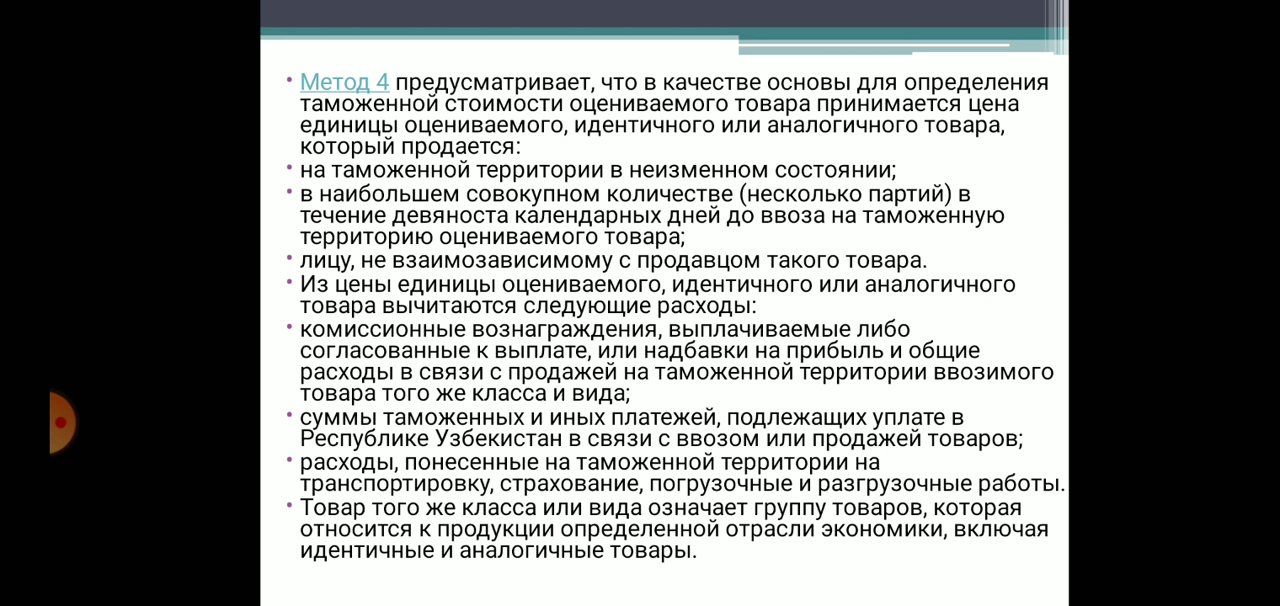 • Метод 4 предусматривает, что в качестве основы для определения
таможенной стоимости оцениваемого товара принимается цена
единицы оцениваемого, идентичного или аналогичного товара,
который продается:
• на таможенной территории в неизменном состоянии;
• в наибольшем совокупном количестве (несколько партий) в
течение девяноста календарных дней до ввоза на таможенную
территорию оцениваемого товара;
• лицу, не взаимозависимому с продавцом такого товара.
• Из цены единицы оцениваемого, идентичного или аналогичного
товара вычитаются следующие расходы:
• комиссионные вознаграждения, выплачиваемые либо
согласованные к выплате, или надбавки на прибыль и общие
расходы в связи с продажей на таможенной территории ввозимого
товара того же класса и вида;
• суммы таможенных и иных платежей, подлежащих уплате в
Республике Узбекистан в связи с ввозом или продажей товаров;
• расходы, понесенные на таможенной территории на
транспортировку, страхование, погрузочные и разгрузочные работы.
• Товар того же класса или вида означает группу товаров, которая
относится к продукции определенной отрасли экономики, включая
идентичные и аналогичные товары.